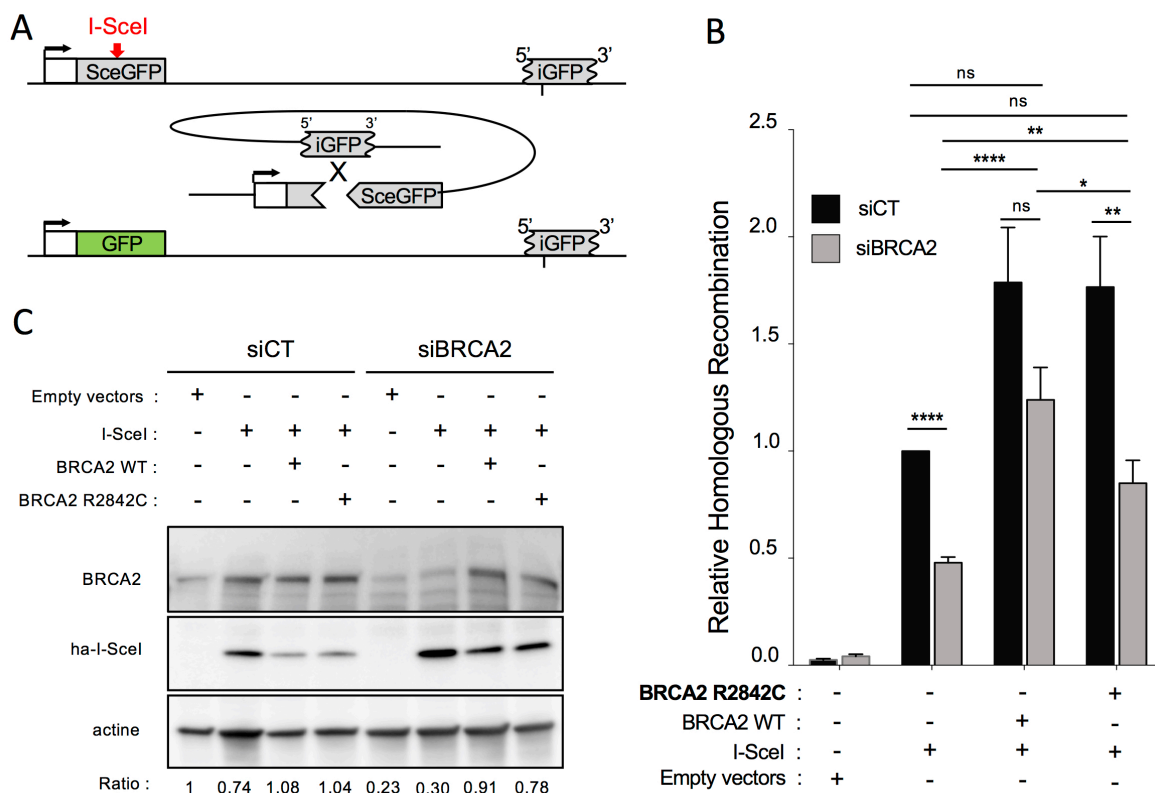 A
I-SceI
SceGFP
5’ 3’
iGFP
5’ 3’
iGFP
X
SceGFP
GFP
5’ 3’
iGFP
B
ns
ns
**
****
*
ns
**
****
siCT
siBRCA2
Relative Homologous Recombination
2.5
2.0
1.5
1.0
0.5
0.0
BRCA2 R2842C : - - - +
BRCA2 WT : - - + -
I-SceI : - + + +
Empty vectors : + - - -
C
siCT siBRCA2
Empty vectors : + - - - + - - -
I-SceI : - + + + - + + +
BRCA2 WT : - - + - - - + -
BRCA2 R2842C : - - - + - - - +
BRCA2
ha-I-SceI
actine
Ratio : 1 0.74 1.08 1.04 0.23 0.30 0.91 0.78